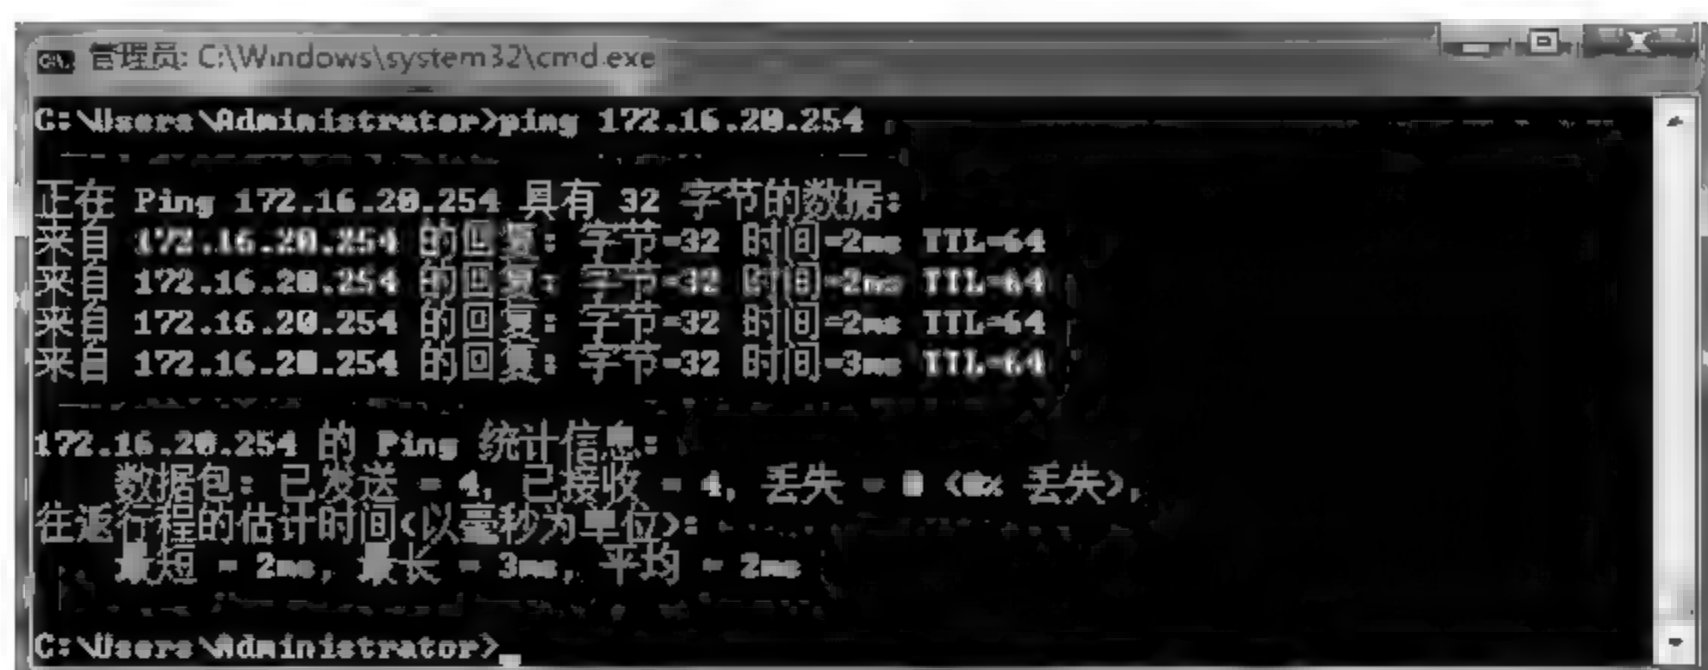 管理员: C:\Windows\system32\cmd.exe
C:\Users\Administrator>ping 172.16.20.254
正在 Ping 172.16.20.254 具有 32 字节的数据:
来自 172.16.20.254 的回复: 字节=32 时间=2ms TTL=64
来自 172.16.20.254 的回复: 字节=32 时间=2ms TTL=64
来自 172.16.20.254 的回复: 字节=32 时间=2ms TTL=64
来自 172.16.20.254 的回复: 字节=32 时间=3ms TTL=64
172.16.20.254 的 Ping 统计信息:
数据包: 已发送 = 4, 已接收 = 4, 丢失 = 0 (0% 丢失),
往返行程的估计时间(以毫秒为单位):
最短 = 2ms, 最长 = 3ms, 平均 = 2ms
C:\Users\Administrator>